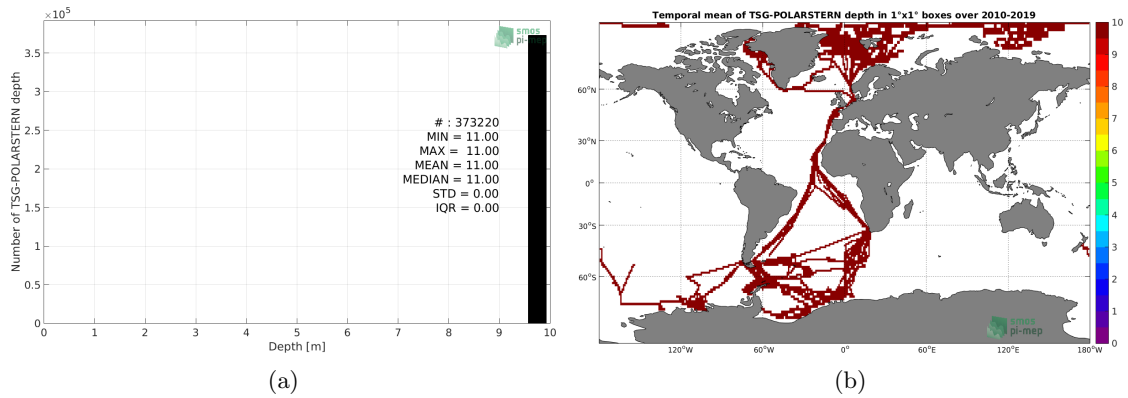 ×10⁵
3.5
3
2.5
2
1.5
1
0.5
0
Number of TSG-POLARSTERN depth
smos
pi-mep
# : 373220
MIN = 11.00
MAX = 11.00
MEAN = 11.00
MEDIAN = 11.00
STD = 0.00
IQR = 0.00
0 1 2 3 4 5 6 7 8 9 10
Depth [m]
(a)
Temporal mean of TSG-POLARSTERN depth in 1°x1° boxes over 2010-2019
60°N
30°N
0°
30°S
60°S
120°W 60°W 0° 60°E 120°E 180°W
smos
pi-mep
10
9
8
7
6
5
4
3
2
1
0
(b)